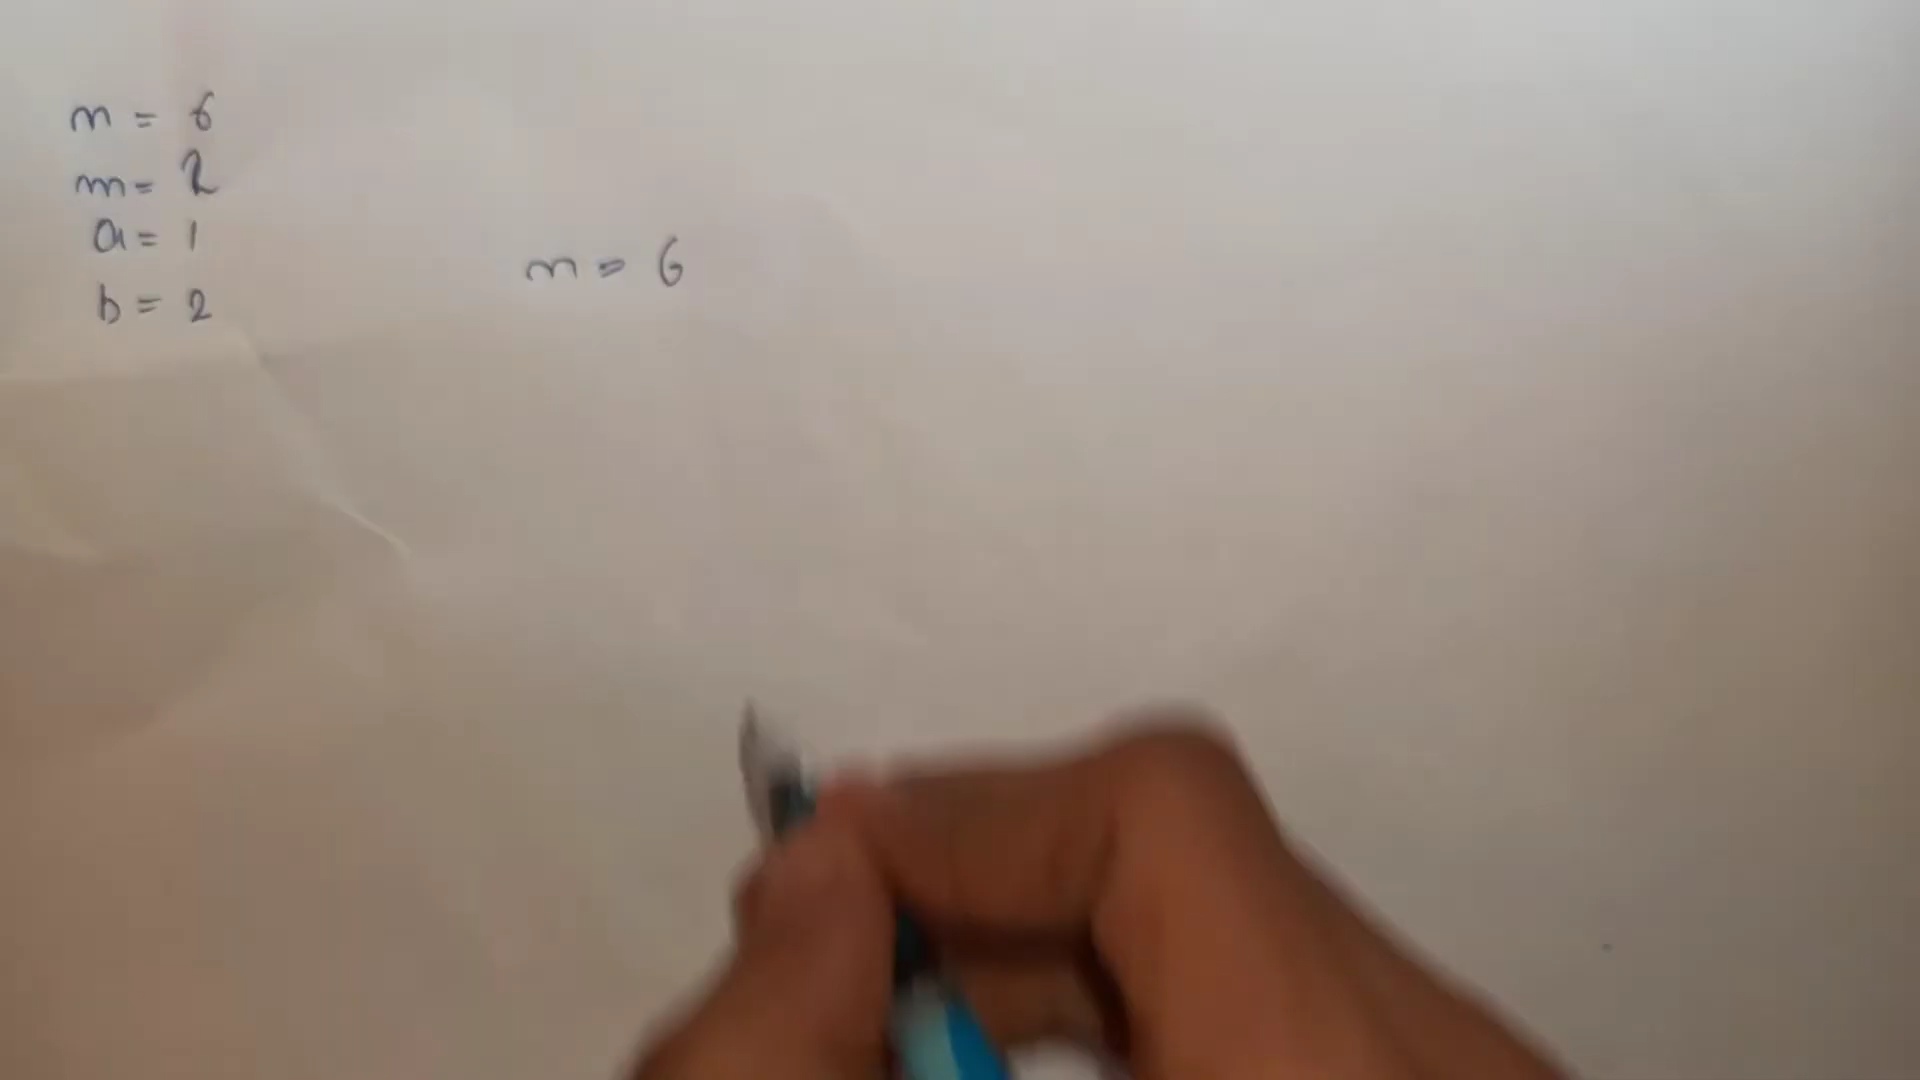 n = 6
m = 2
a = 1
b = 2
n = 6